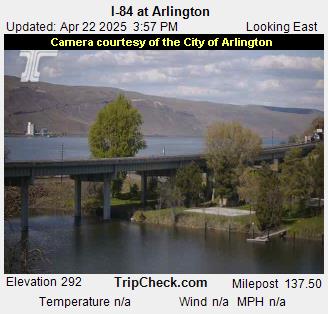 I-84 at Arlington
Updated: Apr 22 2025 3:57 PM Looking East
Camera courtesy of the City of Arlington
Elevation 292 TripCheck.com Milepost 137.50
Temperature n/a Wind n/a MPH n/a